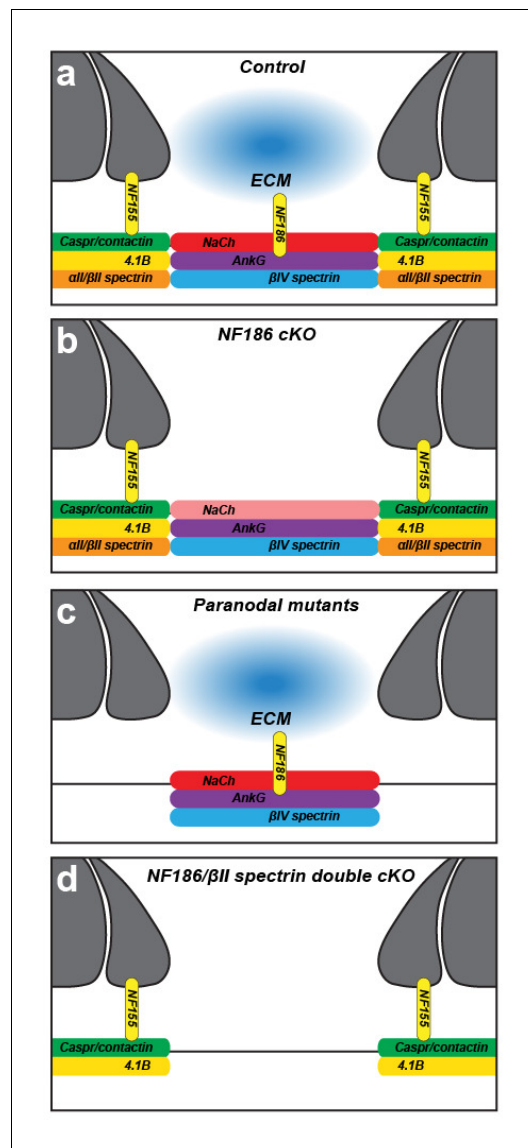 a
Control
ECM
NF155
NF186
NF155
Caspr/contactin
NaCh
Caspr/contactin
4.1B
AnkG
4.1B
αII/βII spectrin
βIV spectrin
αII/βII spectrin
b
NF186 cKO
NF155
NF155
Caspr/contactin
NaCh
Caspr/contactin
4.1B
AnkG
4.1B
αII/βII spectrin
βIV spectrin
αII/βII spectrin
c
Paranodal mutants
ECM
NF186
NaCh
AnkG
βIV spectrin
d
NF186/βII spectrin double cKO
NF155
NF155
Caspr/contactin
Caspr/contactin
4.1B
4.1B